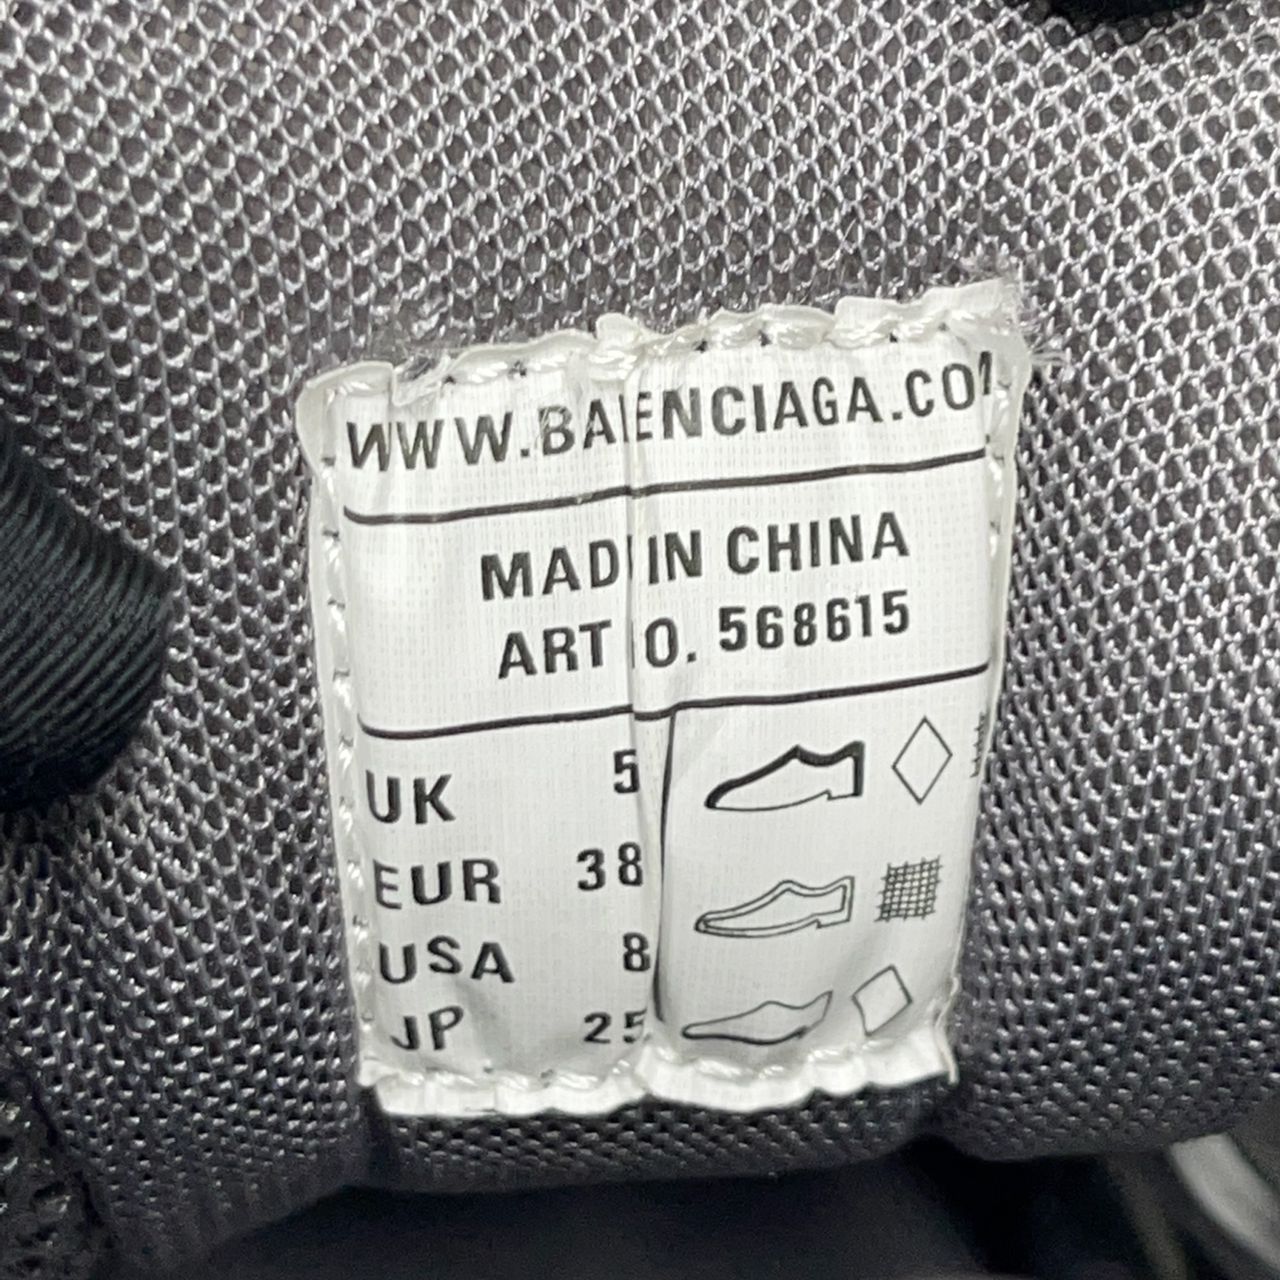 WWW.BAENCIAGA.CO
MAD IN CHINA
ART O. 568615
UK 5
EUR 38
USA 8
JP 25